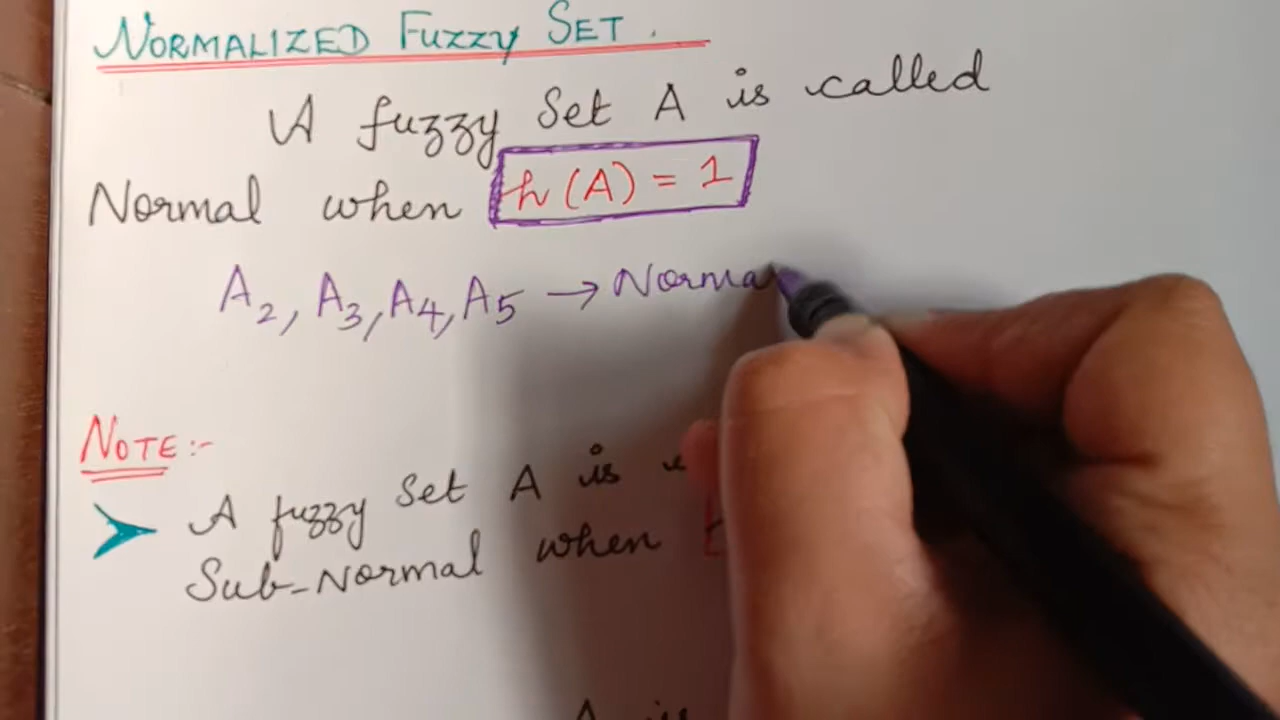 NORMALIZED FUZZY SET.
A fuzzy Set A is called
Normal when h(A) = 1
A2, A3, A4, A5 → Norma
NOTE:-
➤ A fuzzy Set A is
Sub-Normal when
A is